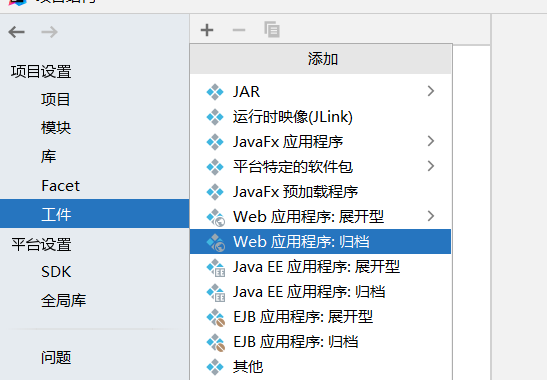 项目结构
项目设置
项目
模块
库
Facet
工件
平台设置
SDK
全局库
问题
添加
JAR
运行时映像(JLink)
JavaFx 应用程序
平台特定的软件包
JavaFx 预加载程序
Web 应用程序: 展开型
Web 应用程序: 归档
Java EE 应用程序: 展开型
Java EE 应用程序: 归档
EJB 应用程序: 展开型
EJB 应用程序: 归档
其他